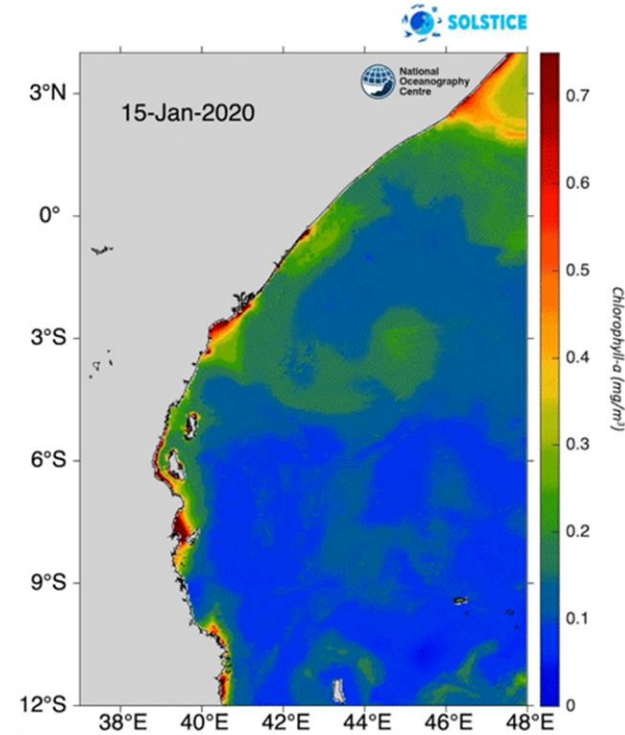 SOLSTICE
National
Oceanography
Centre
15-Jan-2020
3°N
0°
3°S
6°S
9°S
12°S
38°E 40°E 42°E 44°E 46°E 48°E
0.7
0.6
0.5
0.4
0.3
0.2
0.1
0
Chlorophyll-a (mg/m³)